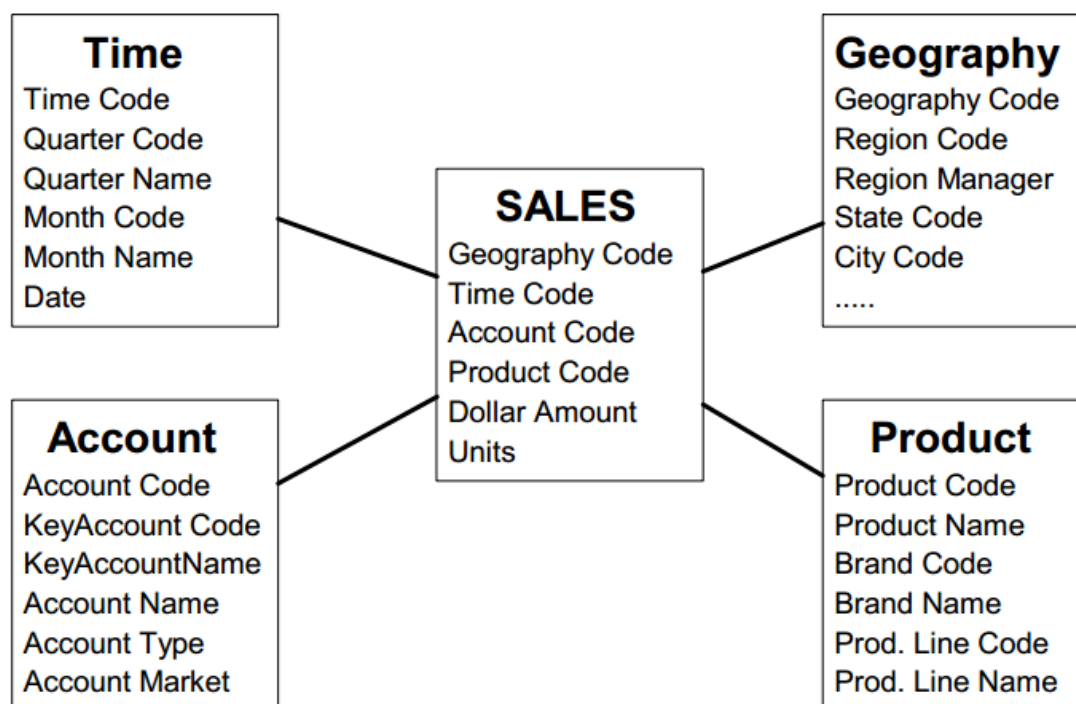 Time
Time Code
Quarter Code
Quarter Name
Month Code
Month Name
Date
Geography
Geography Code
Region Code
Region Manager
State Code
City Code
.....
SALES
Geography Code
Time Code
Account Code
Product Code
Dollar Amount
Units
Account
Account Code
KeyAccount Code
KeyAccountName
Account Name
Account Type
Account Market
Product
Product Code
Product Name
Brand Code
Brand Name
Prod. Line Code
Prod. Line Name